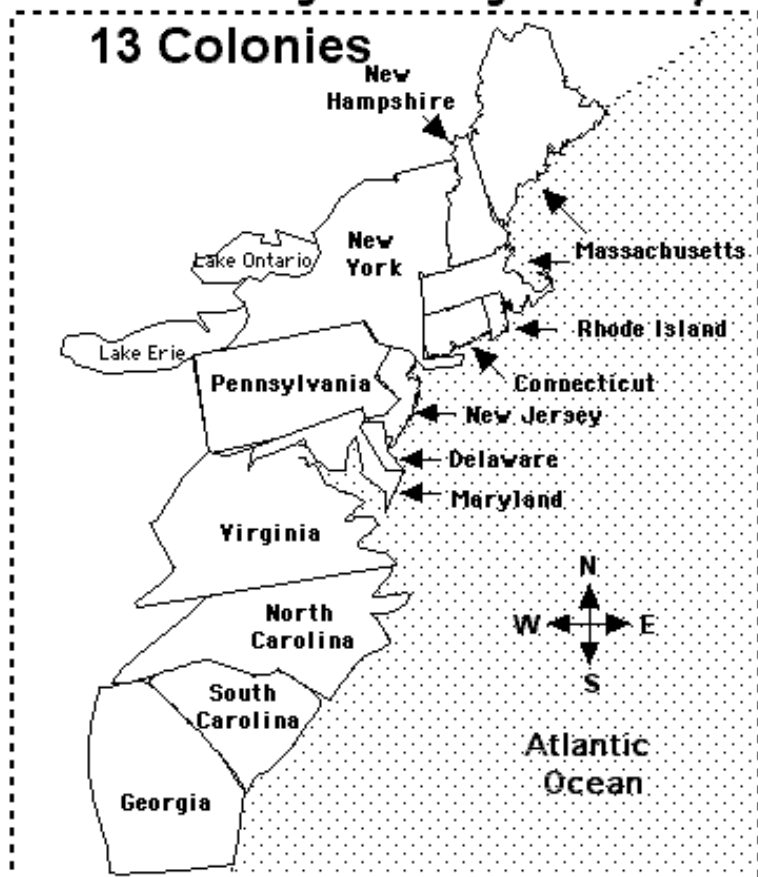 13 Colonies
New
Hampshire
Massachusetts
New
York
Lake Ontario
Rhode Island
Lake Erie
Connecticut
Pennsylvania
New Jersey
Delaware
Maryland
Virginia
N
W
E
S
North
Carolina
South
Carolina
Atlantic
Ocean
Georgia